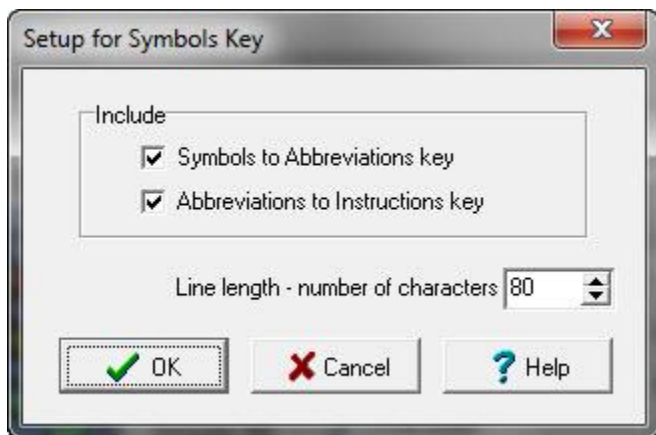 Setup for Symbols Key
Include
Symbols to Abbreviations key
Abbreviations to Instructions key
Line length - number of characters 80
OK Cancel Help